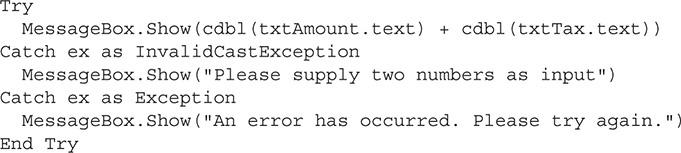 Try
  MessageBox.Show(cdbl(txtAmount.text) + cdbl(txtTax.text))
Catch ex as InvalidCastException
  MessageBox.Show("Please supply two numbers as input")
Catch ex as Exception
  MessageBox.Show("An error has occurred. Please try again.")
End Try